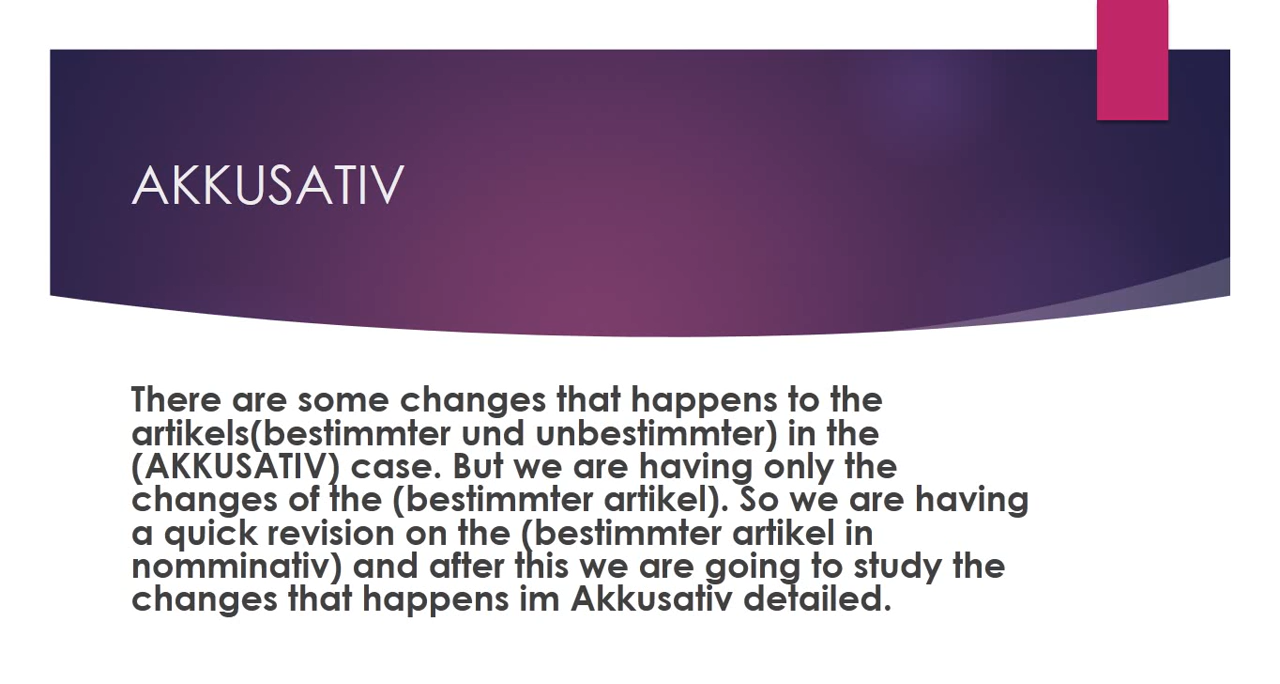 AKKUSATIV
There are some changes that happens to the
artikels(bestimmter und unbestimmter) in the
(AKKUSATIV) case. But we are having only the
changes of the (bestimmter artikel). So we are having
a quick revision on the (bestimmter artikel in
nomminativ) and after this we are going to study the
changes that happens im Akkusativ detailed.